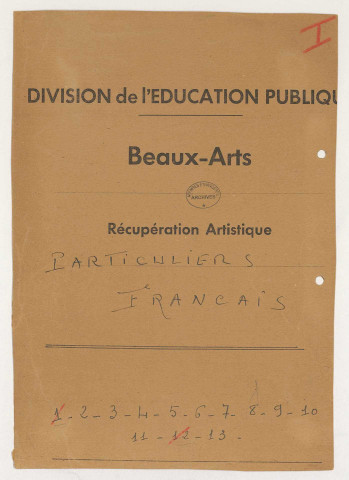 I
DIVISION de l'EDUCATION PUBLIQU
Beaux-Arts
ARCHIVES
Récupération Artistique
PARTICULIERS
FRANCAIS
1-2-3-4-5-6-7-8-9-10
11-12-13-